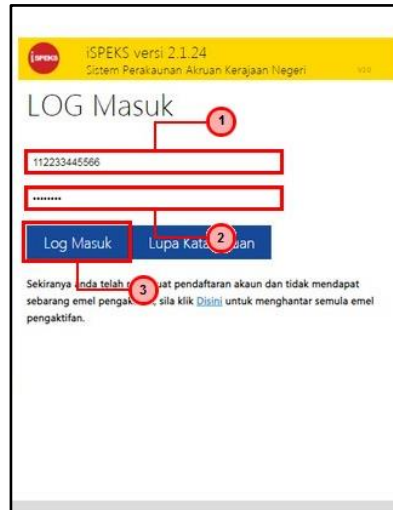 iSPEKS
iSPEKS versi 2.1.24
Sistem Perakaunan Akruan Kerajaan Negeri
LOG Masuk
1
112233445566
••••••••
2
Log Masuk
Lupa Kata
3
Sekiranya anda telah uat pendaftaran akaun dan tidak mendapat
sebarang emel sila klik Disini untuk menghantar semula emel
pengaktifan.